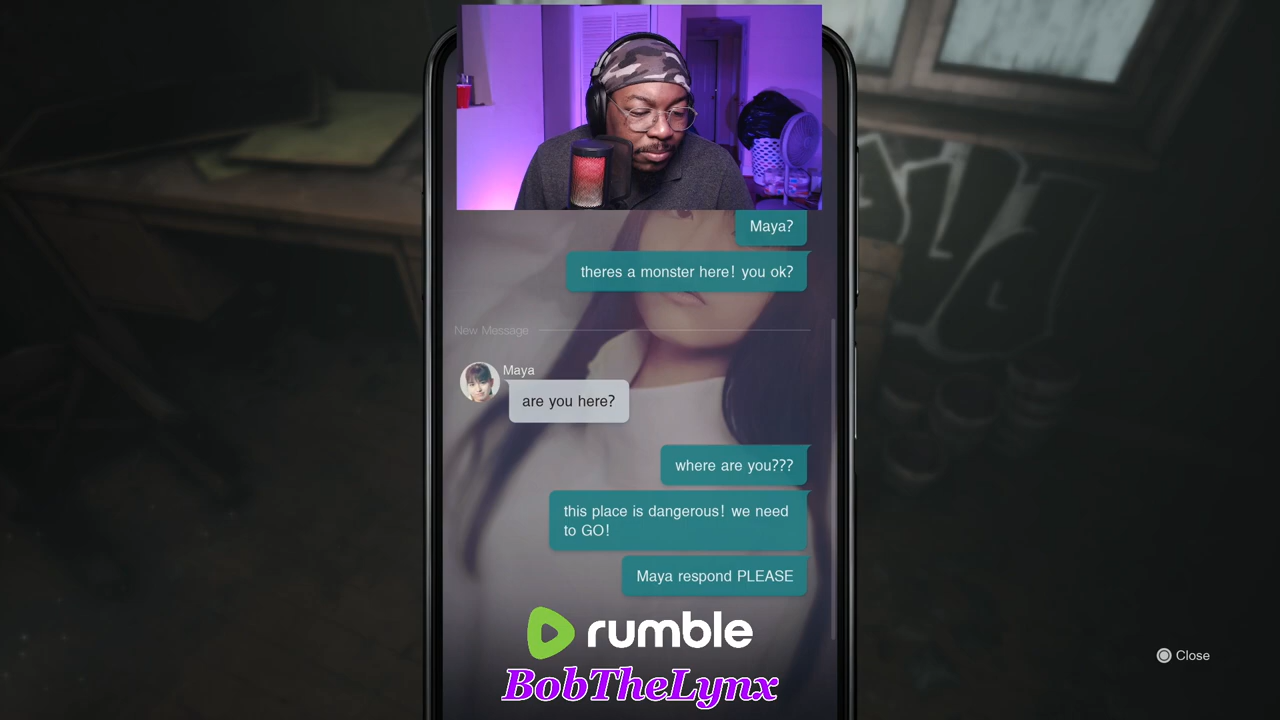 Maya?
theres a monster here! you ok?
New Message
Maya
are you here?
where are you???
this place is dangerous! we need
to GO!
Maya respond PLEASE
rumble
BobTheLynx
Close